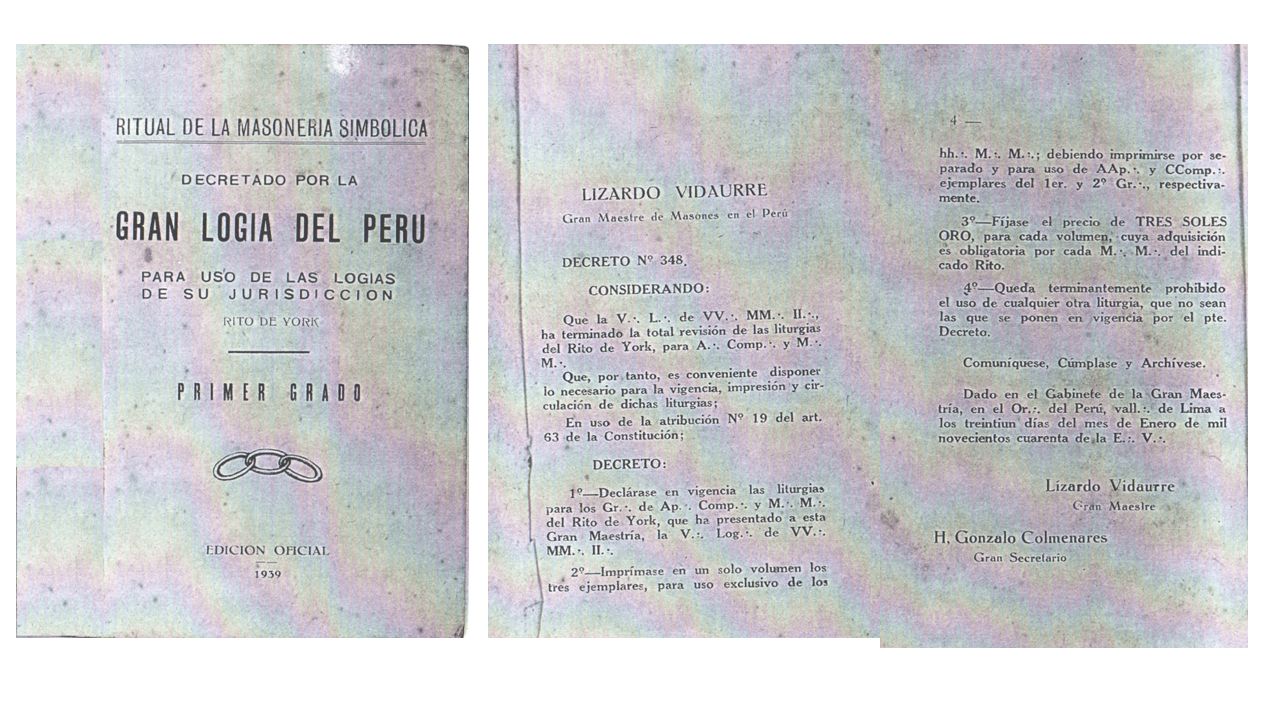 RITUAL DE LA MASONERIA SIMBOLICA
DECRETADO POR LA
GRAN LOGIA DEL PERU
PARA USO DE LAS LOGIAS
DE SU JURISDICCION
RITO DE YORK
PRIMER GRADO
EDICION OFICIAL
1939
LIZARDO VIDAURRE
Gran Maestre de Masones en el Perú
DECRETO Nº 348.
CONSIDERANDO:
Que la V.·. L.·. de VV.·. MM.·. II.·.,
ha terminado la total revisión de las liturgias
del Rito de York, para A.·. Comp.·. y M.·.
M.·.
Que, por tanto, es conveniente disponer
lo necesario para la vigencia, impresión y cir-
culación de dichas liturgias;
En uso de la atribución Nº 19 del art.
63 de la Constitución;
DECRETO:
1º—Declárase en vigencia las liturgias
para los Gr.·. de Ap.·. Comp.·. y M.·. M.·.
del Rito de York, que ha presentado a esta
Gran Maestría, la V.·. Log.·. de VV.·.
MM.·. II.·.
2º—Imprímase en un solo volumen los
tres ejemplares, para uso exclusivo de los
4 —
hh.·. M.·. M.·.; debiendo imprimirse por se-
parado y para uso de AAp.·. y CComp.·.
ejemplares del 1er. y 2º Gr.·., respectiva-
mente.
3º—Fíjase el precio de TRES SOLES
ORO, para cada volumen, cuya adquisición
es obligatoria por cada M.·. M.·. del indi-
cado Rito.
4º—Queda terminantemente prohibido
el uso de cualquier otra liturgia, que no sean
las que se ponen en vigencia por el pte.
Decreto.
Comuníquese, Cúmplase y Archívese.
Dado en el Gabinete de la Gran Maes-
tría, en el Or.·. del Perú, vall.·. de Lima a
los treintiun días del mes de Enero de mil
novecientos cuarenta de la E.·. V.·.
Lizardo Vidaurre
Gran Maestre
H. Gonzalo Colmenares
Gran Secretario